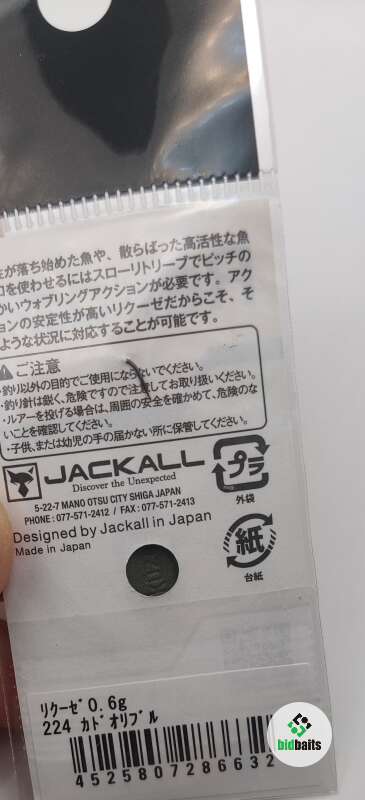 性が落ち始めた魚や、散らばった高活性な魚
口を使わせるにはスローリトリーブでピッチの
かいウォブリングアクションが必要です。アク
ョンの安定性が高いリクーゼだからこそ、そ
ような状況に対応することが可能です。
ご注意
・釣り以外の目的でご使用にならないでください。
・釣り針は鋭く、危険ですので注意してお取り扱いください。
・ルアーを投げる場合は、周囲の安全を確かめて、危険のな
いことを確認してください。
・子供、または幼児の手の届かない所に保管してください。
JACKALL
Discover the Unexpected
5-22-7 MANO OTSU CITY SHIGA JAPAN
PHONE : 077-571-2412 / FAX : 077-571-2413
Designed by Jackall in Japan
Made in Japan
プラ
外袋
紙
台紙
リクーゼ0.6g
224 カドオリブル
4525807286632
bidbaits